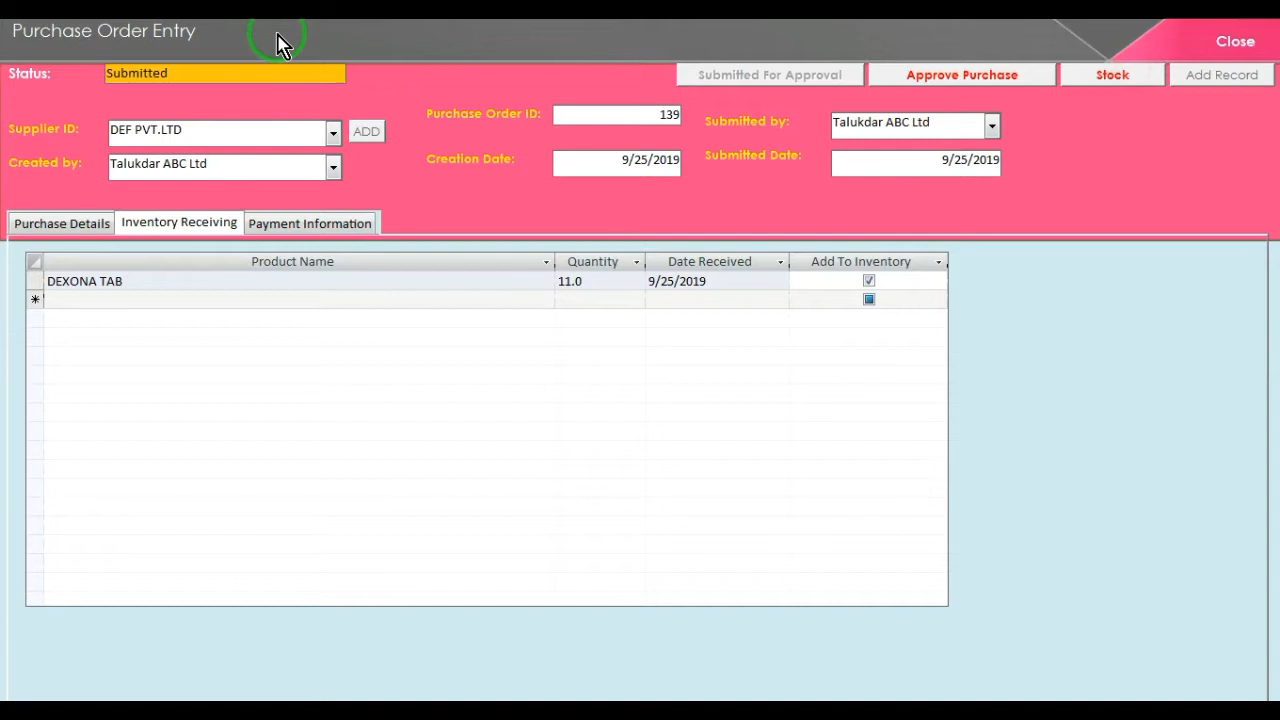 Purchase Order Entry
Close
Status: Submitted Submitted For Approval Approve Purchase Stock Add Record
Supplier ID: DEF PVT.LTD ADD Purchase Order ID: 139 Submitted by: Talukdar ABC Ltd
Created by: Talukdar ABC Ltd Creation Date: 9/25/2019 Submitted Date: 9/25/2019
Purchase Details Inventory Receiving Payment Information
Product Name Quantity Date Received Add To Inventory
DEXONA TAB 11.0 9/25/2019